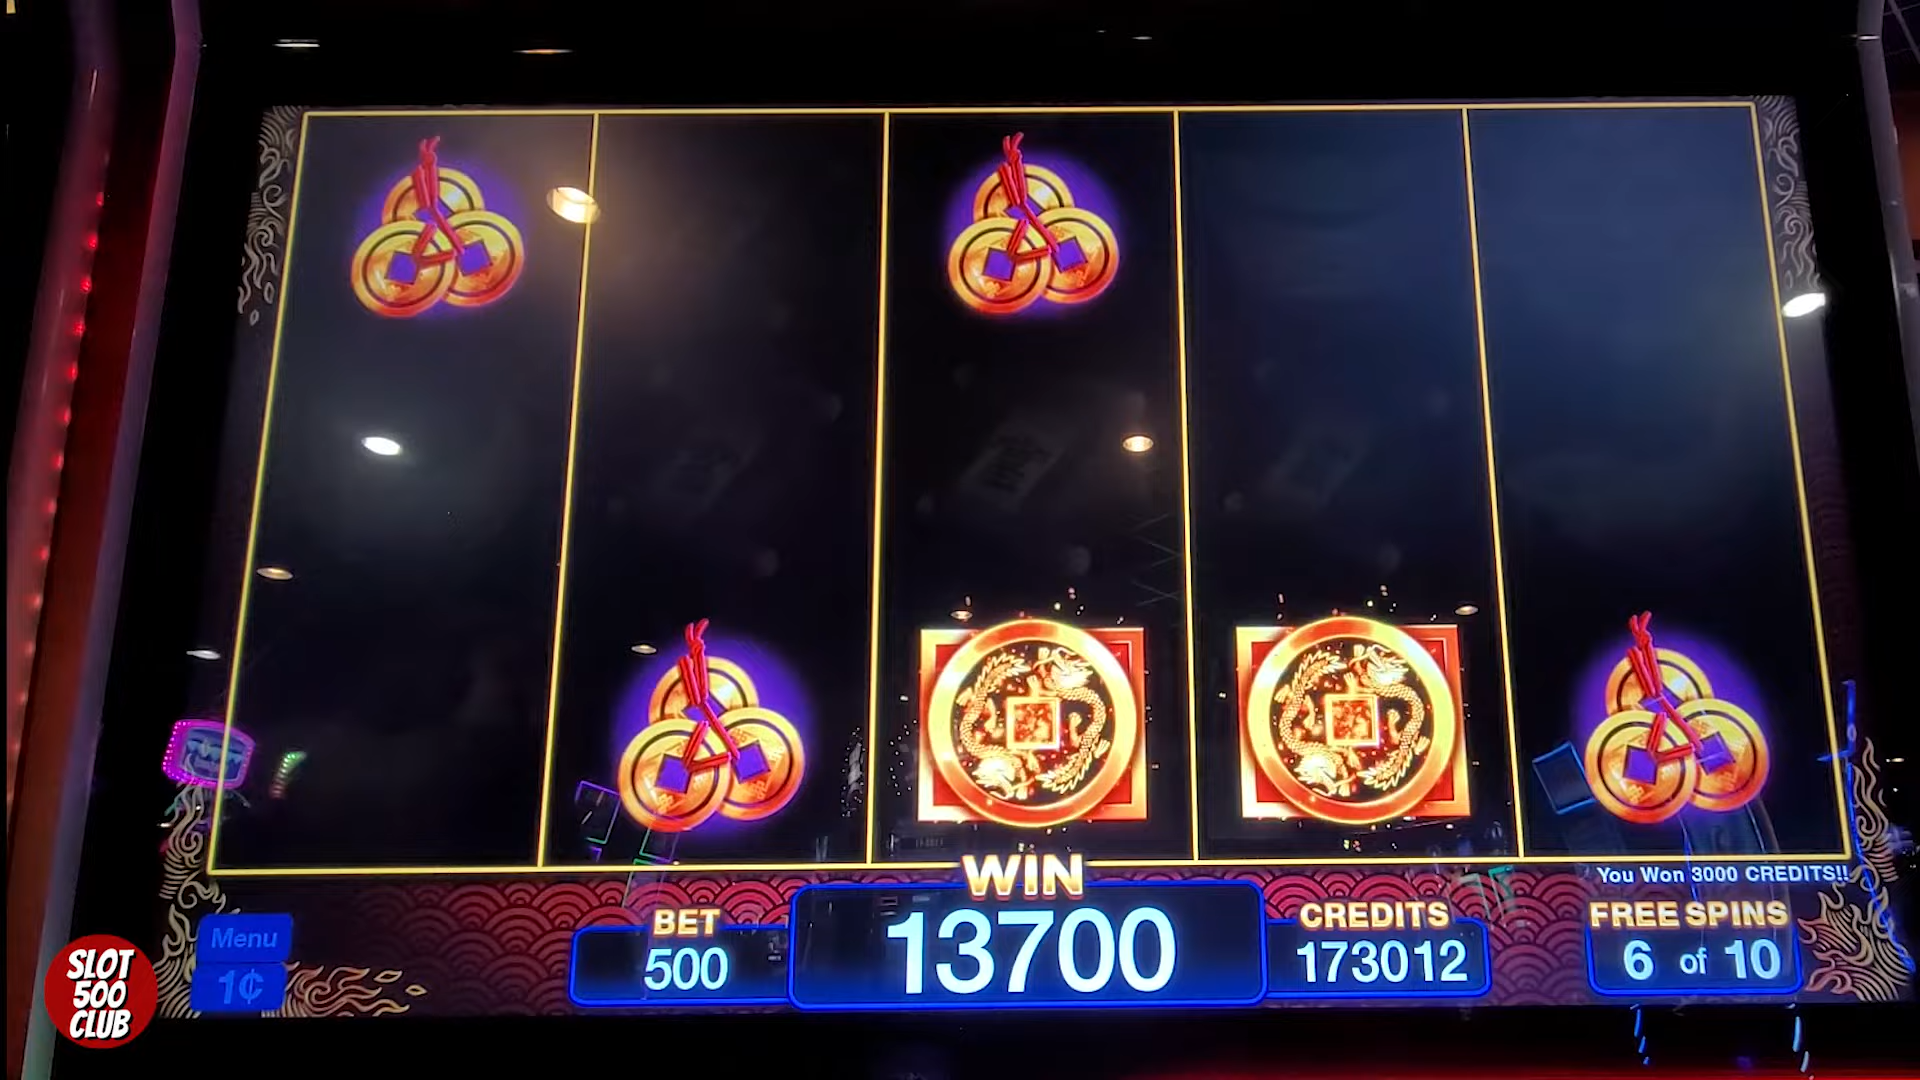 You Won 3000 CREDITS!!
WIN
13700
BET
500
CREDITS
173012
FREE SPINS
6 of 10
Menu
1¢
SLOT
500
CLUB